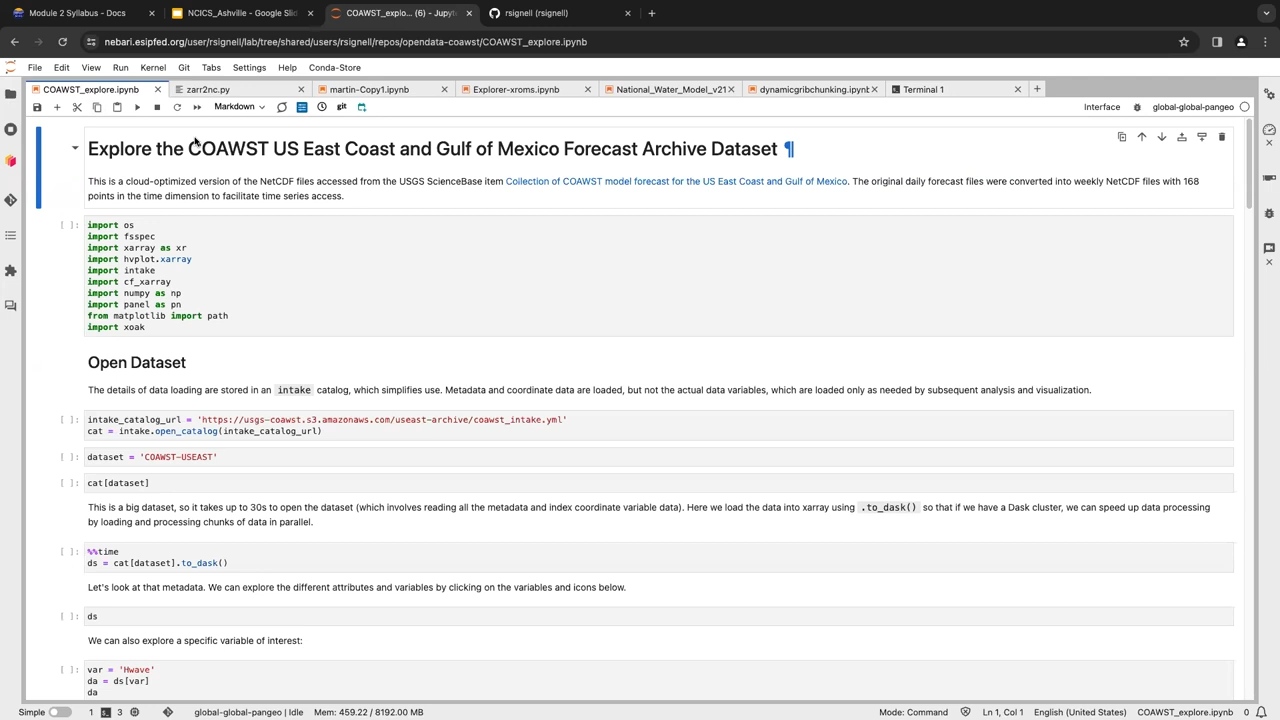 Module 2 Syllabus - Docs
NCICS_Ashville - Google Slid
COAWST_explo... (6) - Jupyt
rsignell (rsignell)
nebari.esipfed.org/user/rsignell/lab/tree/shared/users/rsignell/repos/opendata-coawst/COAWST_explore.ipynb
File Edit View Run Kernel Git Tabs Settings Help Conda-Store
COAWST_explore.ipynb
zarr2nc.py
martin-Copy1.ipynb
Explorer-xroms.ipynb
National_Water_Model_v21
dynamicgribchunking.ipynb
Terminal 1
Markdown
git
Interface
global-global-pangeo
Explore the COAWST US East Coast and Gulf of Mexico Forecast Archive Dataset ¶
This is a cloud-optimized version of the NetCDF files accessed from the USGS ScienceBase item Coilection of COAWST model forecast for the US East Coast and Gulf of Mexico. The original daily forecast files were converted into weekly NetCDF files with 168
points in the time dimension to facilitate time series access.
[ ]: import os
import fsspec
import xarray as xr
import hvplot.xarray
import intake
import cf_xarray
import numpy as np
import panel as pn
from matplotlib import path
import xoak
Open Dataset
The details of data loading are stored in an intake catalog, which simplifies use. Metadata and coordinate data are loaded, but not the actual data variables, which are loaded only as needed by subsequent analysis and visualization.
[ ]: intake_catalog_url = 'https://usgs-coawst.s3.amazonaws.com/useast-archive/coawst_intake.yml'
cat = intake.open_catalog(intake_catalog_url)
[ ]: dataset = 'COAWST-USEAST'
[ ]: cat[dataset]
This is a big dataset, so it takes up to 30s to open the dataset (which involves reading all the metadata and index coordinate variable data). Here we load the data into xarray using .to_dask() so that if we have a Dask cluster, we can speed up data processing
by loading and processing chunks of data in parallel.
[ ]: %%time
ds = cat[dataset].to_dask()
Let's look at that metadata. We can explore the different attributes and variables by clicking on the variables and icons below.
[ ]: ds
We can also explore a specific variable of interest:
[ ]: var = 'Hwave'
da = ds[var]
da
Simple 1 3 global-global-pangeo | Idle Mem: 459.22 / 8192.00 MB Mode: Command Ln 1, Col 1 English (United States) COAWST_explore.ipynb 0